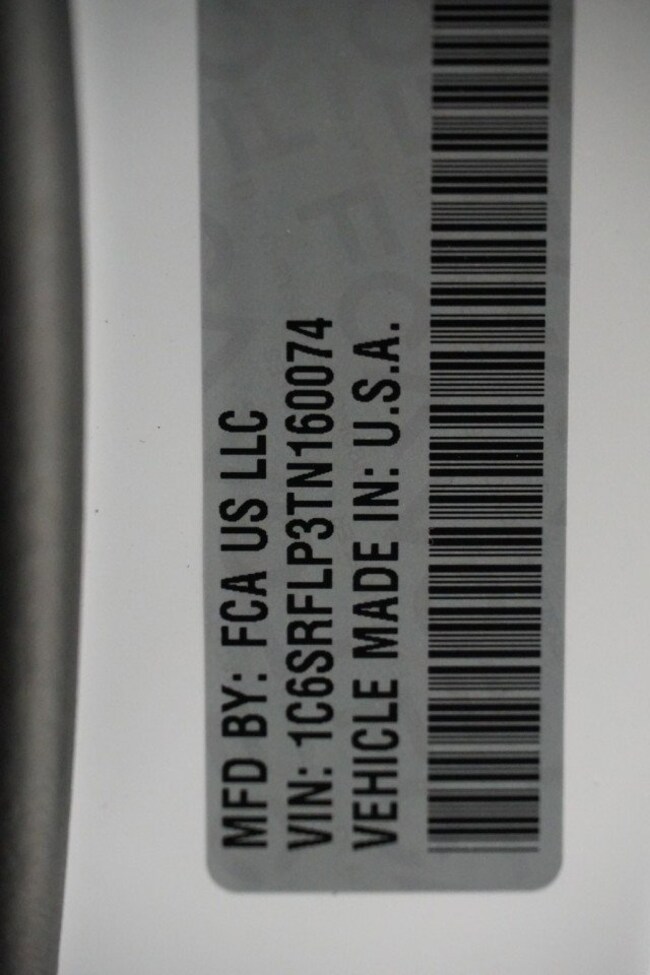 MFD BY: FCA US LLC
VIN: 1C6SRFLP3TN160074
VEHICLE MADE IN: U.S.A.